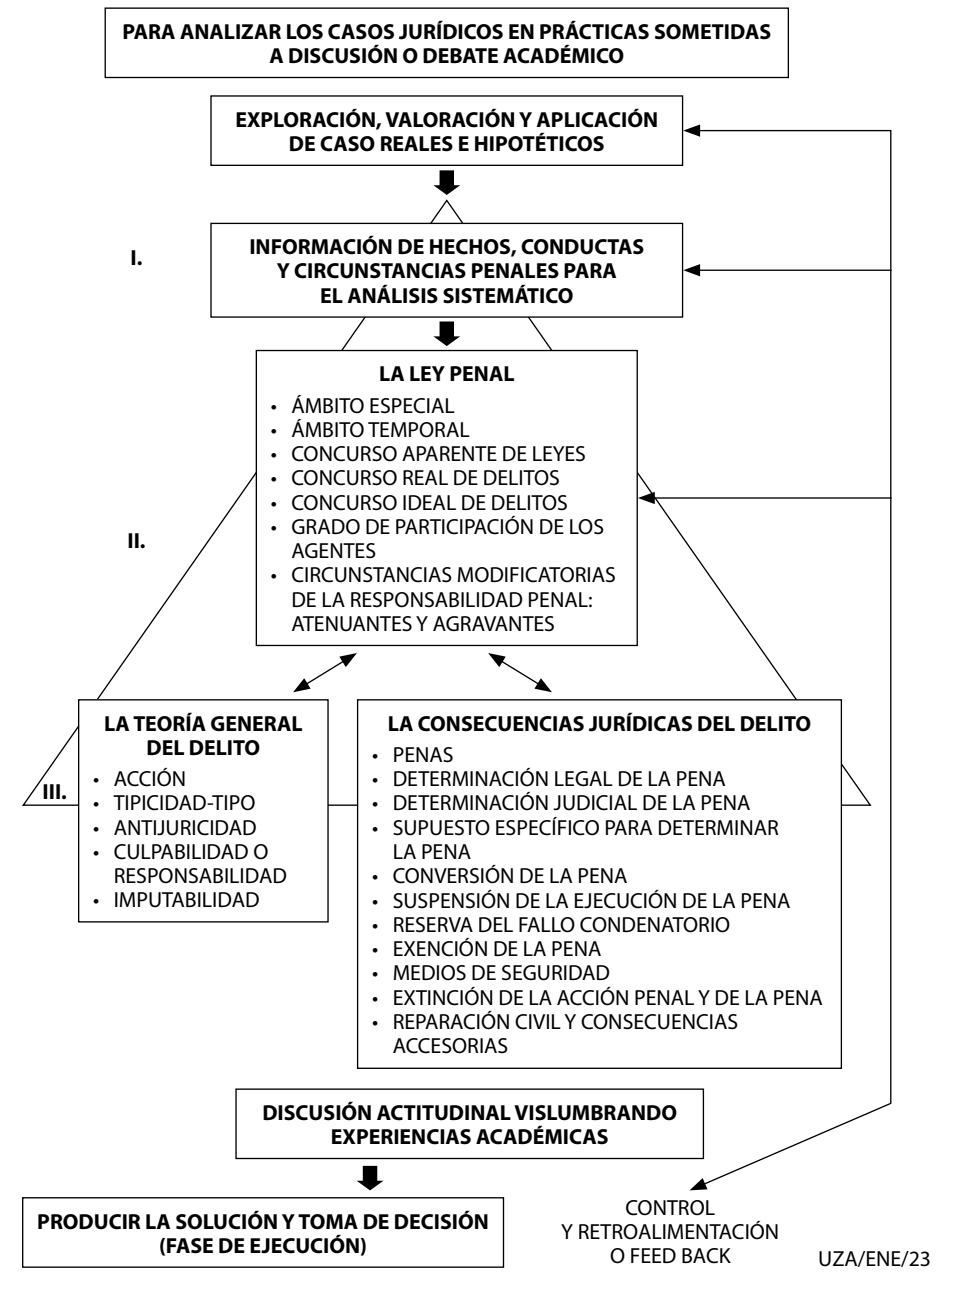 PARA ANALIZAR LOS CASOS JURÍDICOS EN PRÁCTICAS SOMETIDAS
A DISCUSIÓN O DEBATE ACADÉMICO
EXPLORACIÓN, VALORACIÓN Y APLICACIÓN
DE CASO REALES E HIPOTÉTICOS
I.
INFORMACIÓN DE HECHOS, CONDUCTAS
Y CIRCUNSTANCIAS PENALES PARA
EL ANÁLISIS SISTEMÁTICO
II.
LA LEY PENAL
• ÁMBITO ESPECIAL
• ÁMBITO TEMPORAL
• CONCURSO APARENTE DE LEYES
• CONCURSO REAL DE DELITOS
• CONCURSO IDEAL DE DELITOS
• GRADO DE PARTICIPACIÓN DE LOS
AGENTES
• CIRCUNSTANCIAS MODIFICATORIAS
DE LA RESPONSABILIDAD PENAL:
ATENUANTES Y AGRAVANTES
III.
LA TEORÍA GENERAL
DEL DELITO
• ACCIÓN
• TIPICIDAD-TIPO
• ANTIJURICIDAD
• CULPABILIDAD O
RESPONSABILIDAD
• IMPUTABILIDAD
LA CONSECUENCIAS JURÍDICAS DEL DELITO
• PENAS
• DETERMINACIÓN LEGAL DE LA PENA
• DETERMINACIÓN JUDICIAL DE LA PENA
• SUPUESTO ESPECÍFICO PARA DETERMINAR
LA PENA
• CONVERSIÓN DE LA PENA
• SUSPENSIÓN DE LA EJECUCIÓN DE LA PENA
• RESERVA DEL FALLO CONDENATORIO
• EXENCIÓN DE LA PENA
• MEDIOS DE SEGURIDAD
• EXTINCIÓN DE LA ACCIÓN PENAL Y DE LA PENA
• REPARACIÓN CIVIL Y CONSECUENCIAS
ACCESORIAS
DISCUSIÓN ACTITUDINAL VISLUMBRANDO
EXPERIENCIAS ACADÉMICAS
PRODUCIR LA SOLUCIÓN Y TOMA DE DECISIÓN
(FASE DE EJECUCIÓN)
CONTROL
Y RETROALIMENTACIÓN
O FEED BACK
UZA/ENE/23